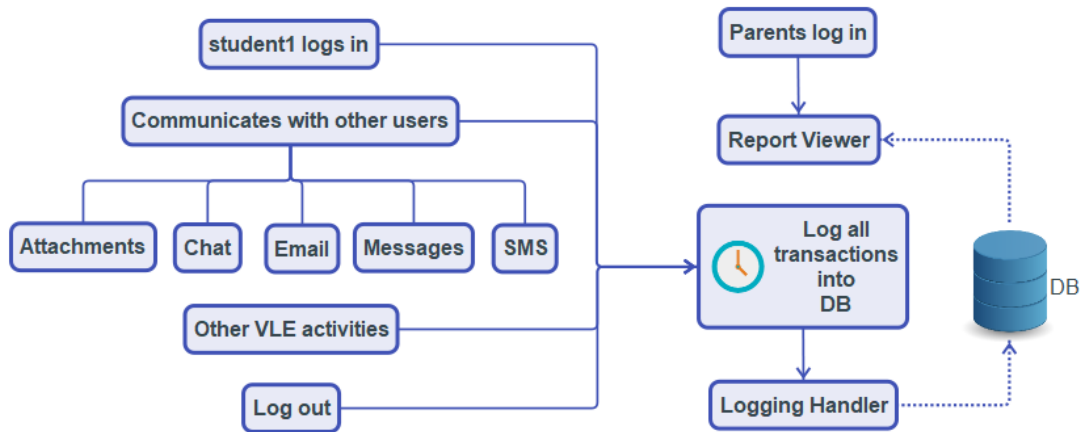 student1 logs in
Parents log in
Communicates with other users
Report Viewer
Attachments
Chat
Email
Messages
SMS
Log all
transactions
into
DB
DB
Other VLE activities
Log out
Logging Handler